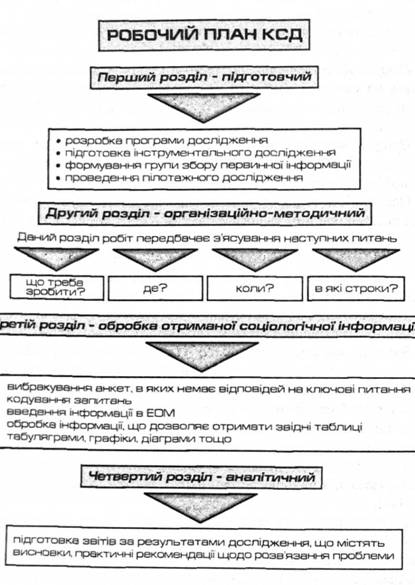 РОБОЧИЙ ПЛАН КСД
Перший розділ - підготовчий
• розробка програми дослідження
• підготовка інструментального дослідження
• формування групи збору первинної інформації
• проведення пілотажного дослідження
Другий розділ - організаційно-методичний
Даний розділ робіт передбачає з'ясування наступних питань
що треба
зробити?
де?
коли?
в які строки?
ретій розділ - обробка отриманої соціологічної інформації
вибракування анкет, в яких немає відповідей на ключові питання
кодування запитань
введення інформації в ЕОМ
обробка інформації, що дозволяє отримати звідні таблиці
табуляграми, графіки, діаграми тощо
Четвертий розділ - аналітичний
підготовка звітів за результатами дослідження, що містять
висновки, практичні рекомендації щодо розв'язання проблеми